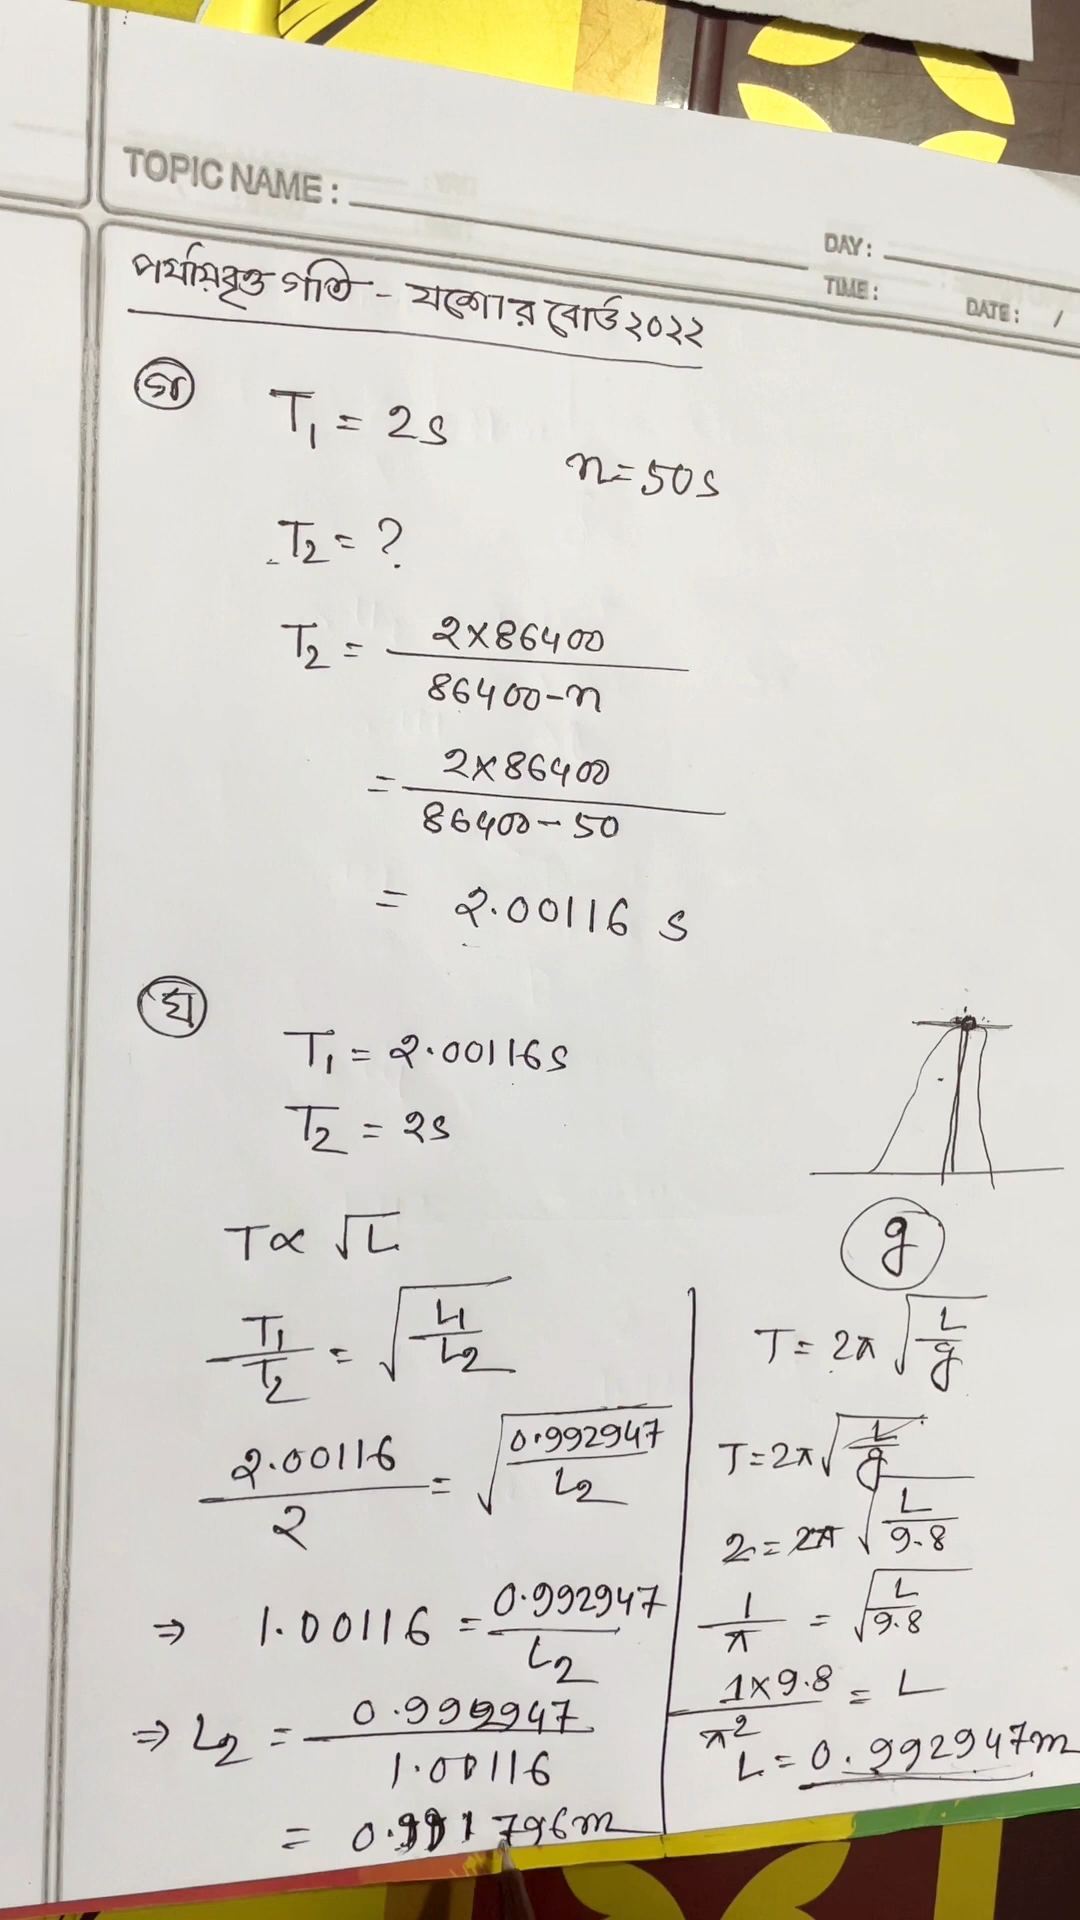 TOPIC NAME :
DAY :
TIME :
DATE : /
পর্যায়বৃত্ত গতি - যশোর বোর্ড ২০২২
গ
T₁ = 2s
n = 50s
T₂ = ?
T₂ = 2×86400 / 86400-n
= 2×86400 / 86400-50
= 2.00116 s
ঘ
T₁ = 2.00116s
T₂ = 2s
T∝ √L
T₁/T₂ = √(L₁/L₂)
2.00116/2 = √(0.992947/L₂)
⇒ 1.00116 = 0.992947/L₂
⇒ L₂ = 0.999947/1.00116
= 0.991796m
g
T = 2π √(L/g)
T = 2π √(L/g)
2 = 2π √(L/9.8)
1/π = √(L/9.8)
1×9.8/π² = L
L = 0.992947m